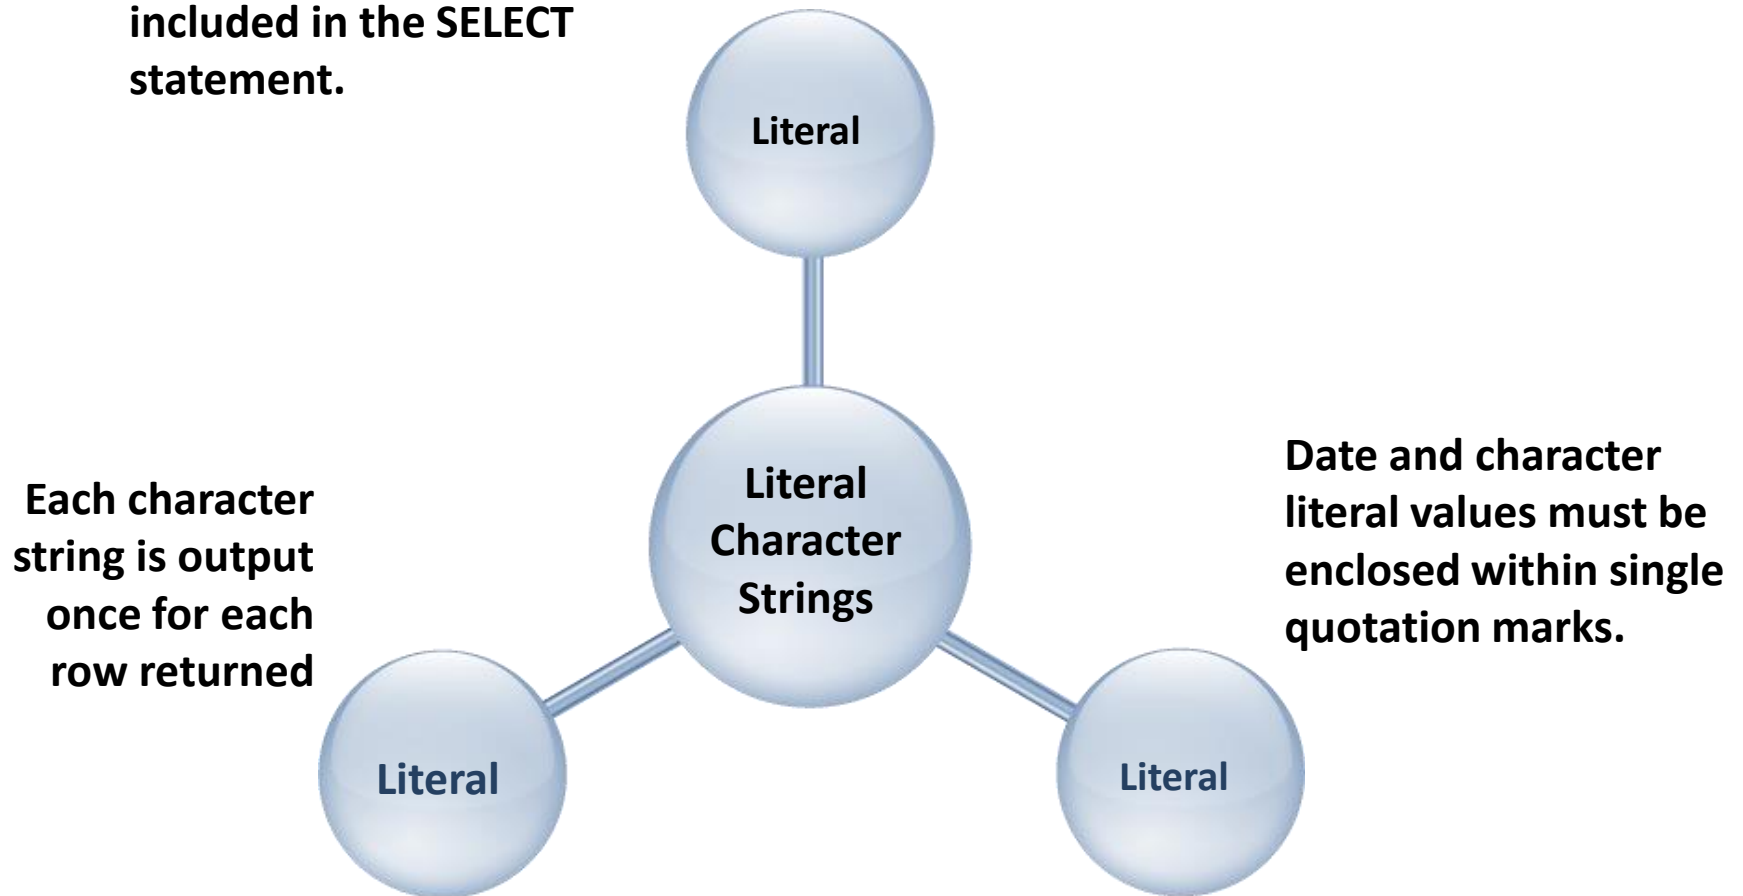 included in the SELECT
statement.
Literal
Literal
Character
Strings
Each character
string is output
once for each
row returned
Date and character
literal values must be
enclosed within single
quotation marks.
Literal
Literal